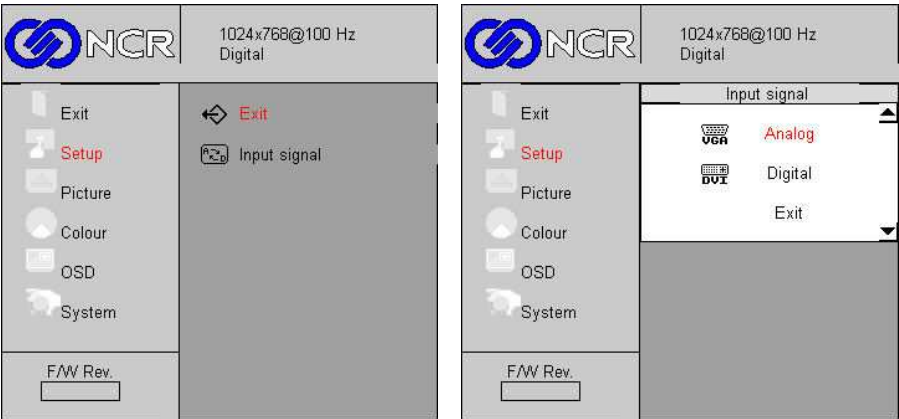 NCR
1024x768@100 Hz
Digital
Exit
Setup
Picture
Colour
OSD
System
F/W Rev.
Exit
Input signal
NCR
1024x768@100 Hz
Digital
Exit
Setup
Picture
Colour
OSD
System
F/W Rev.
Input signal
VGA
Analog
DVI
Digital
Exit